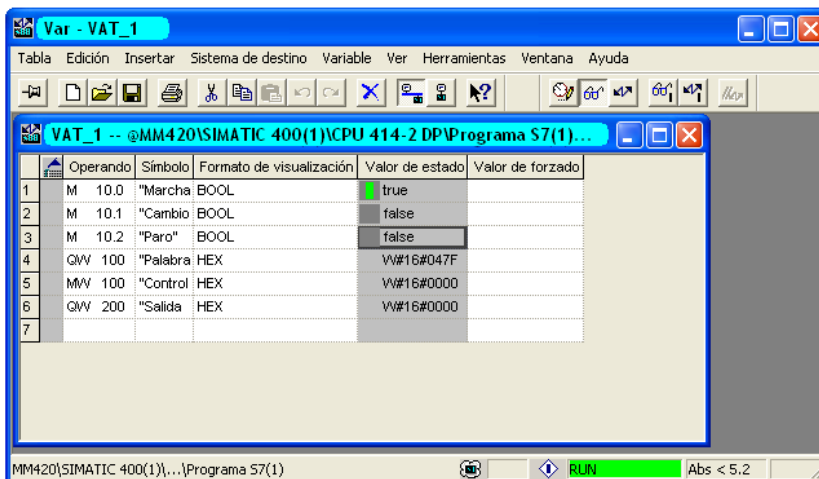 Var - VAT_1
Tabla Edición Insertar Sistema de destino Variable Ver Herramientas Ventana Ayuda
VAT_1 -- @MM420\SIMATIC 400(1)\CPU 414-2 DP\Programa S7(1)...
Operando Símbolo Formato de visualización Valor de estado Valor de forzado
1 M 10.0 "Marcha BOOL true
2 M 10.1 "Cambio BOOL false
3 M 10.2 "Paro" BOOL false
4 QW 100 "Palabra HEX W#16#047F
5 MW 100 "Control HEX W#16#0000
6 QW 200 "Salida HEX W#16#0000
7
MM420\SIMATIC 400(1)\...\Programa S7(1) RUN Abs < 5.2